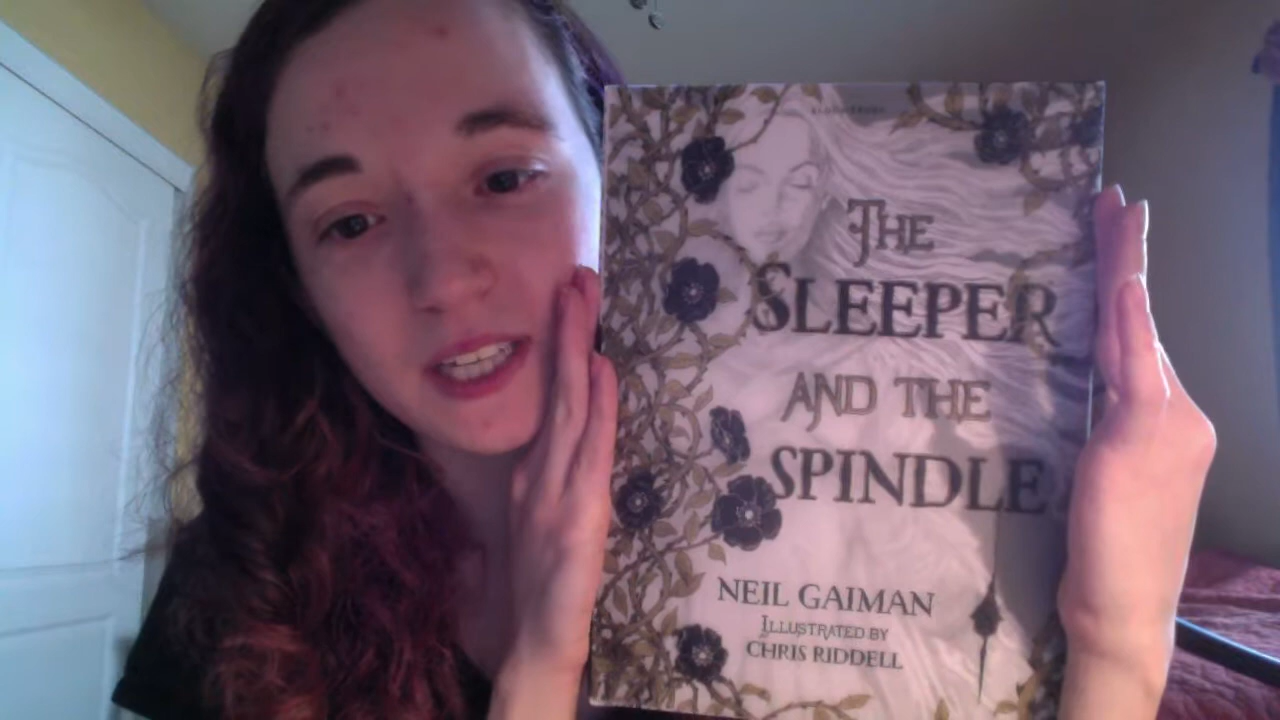 THE
SLEEPER
AND THE
SPINDLE
NEIL GAIMAN
ILLUSTRATED BY
CHRIS RIDDELL